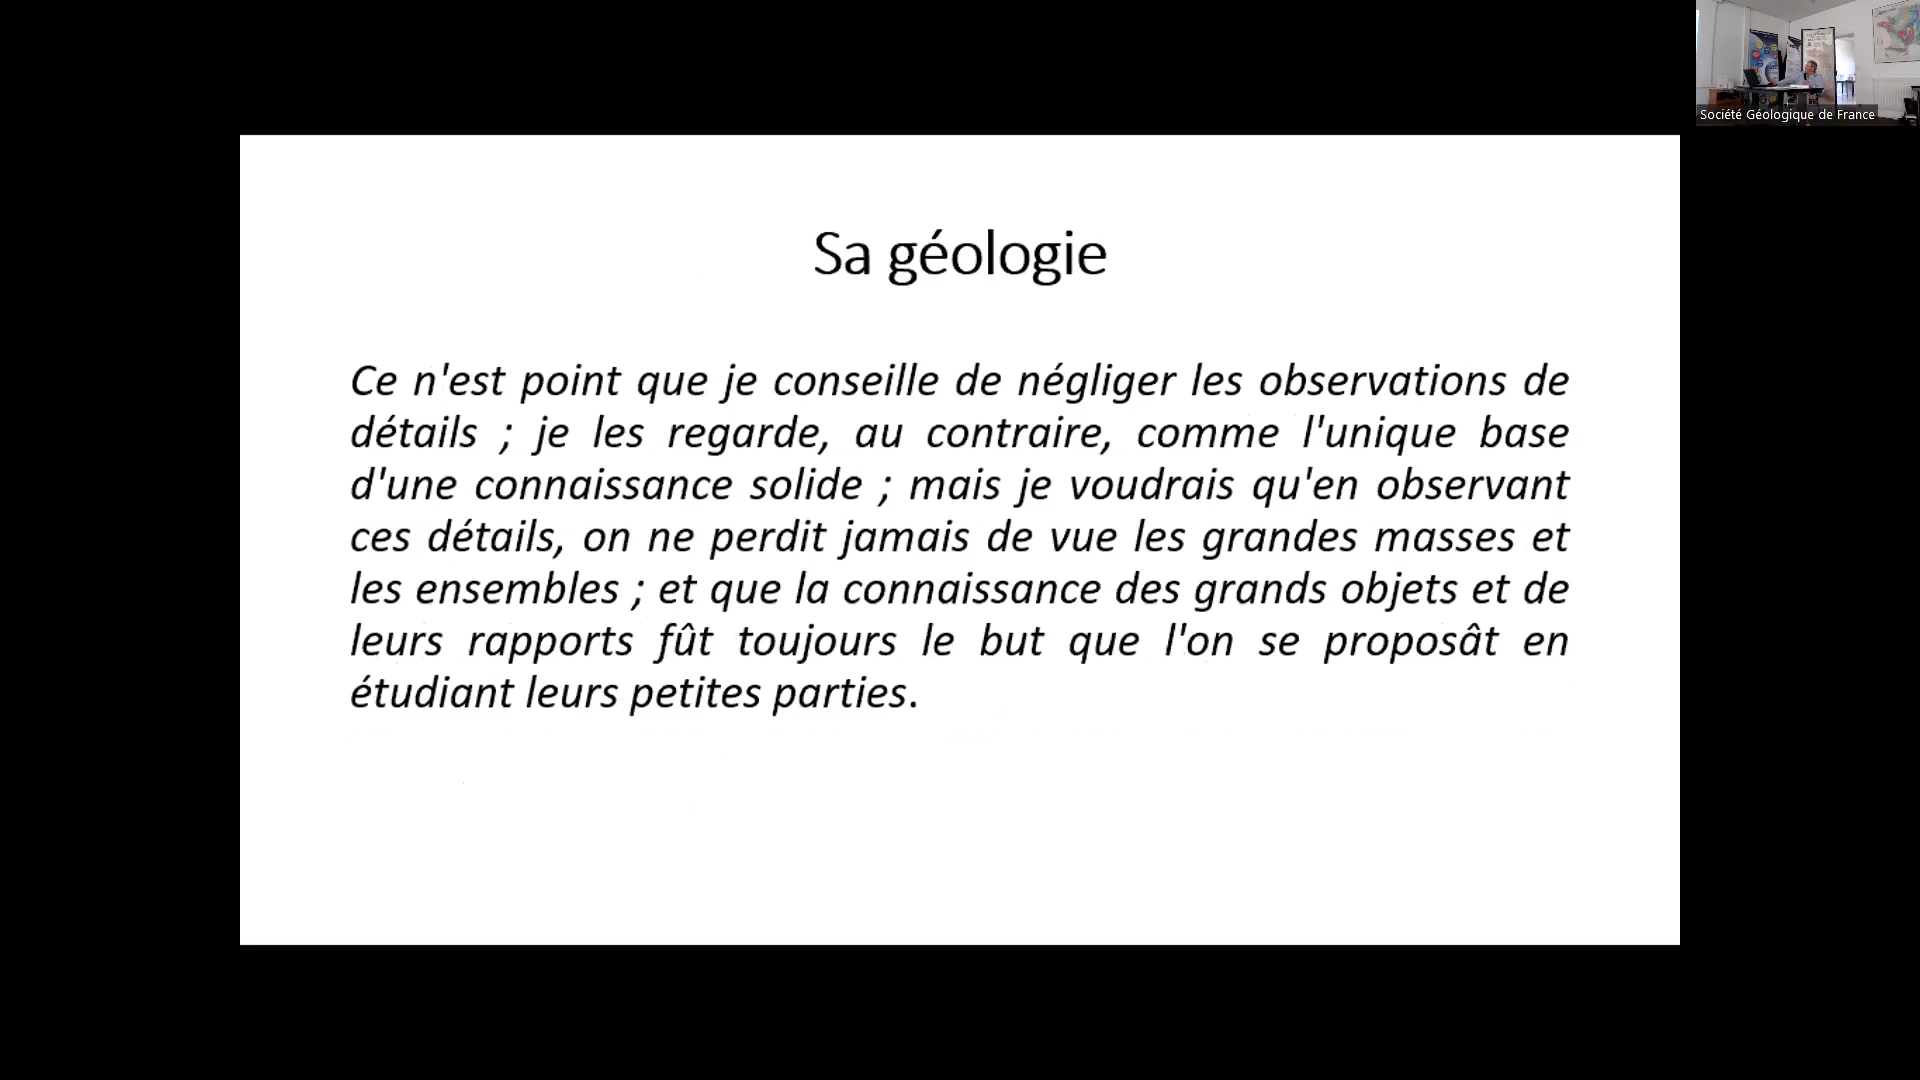 Société Géologique de France
Sa géologie
Ce n'est point que je conseille de négliger les observations de
détails ; je les regarde, au contraire, comme l'unique base
d'une connaissance solide ; mais je voudrais qu'en observant
ces détails, on ne perdit jamais de vue les grandes masses et
les ensembles ; et que la connaissance des grands objets et de
leurs rapports fût toujours le but que l'on se proposât en
étudiant leurs petites parties.